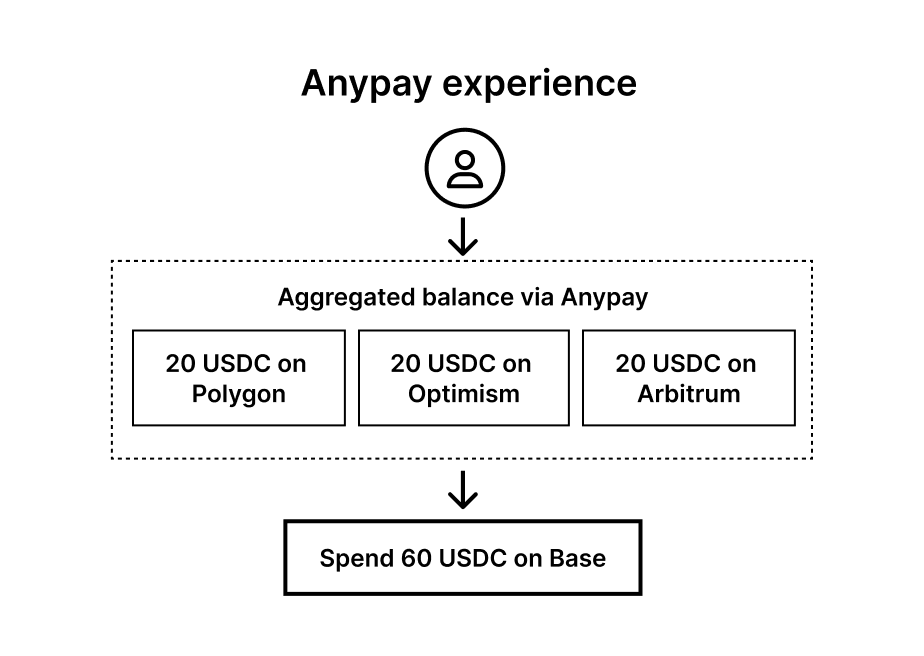 Anypay experience
Aggregated balance via Anypay
20 USDC on
Polygon
20 USDC on
Optimism
20 USDC on
Arbitrum
Spend 60 USDC on Base